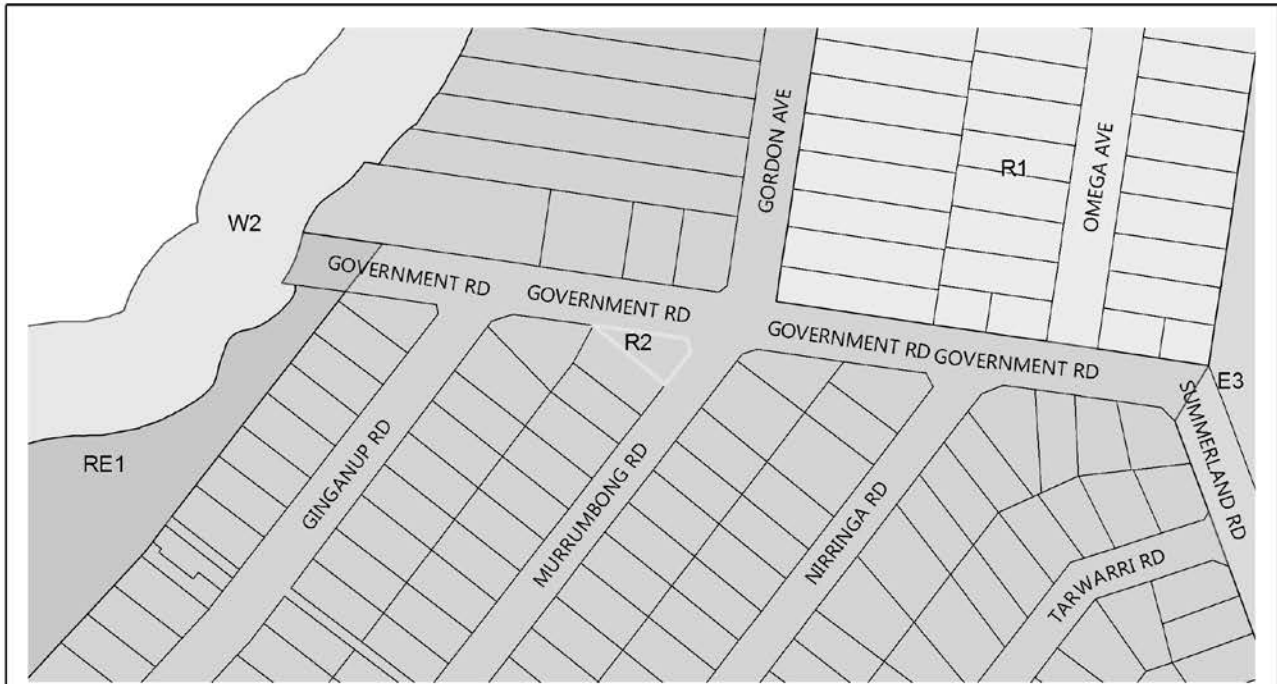 GORDON AVE
R1
OMEGA AVE
W2
GOVERNMENT RD
GOVERNMENT RD
R2
GOVERNMENT RD
GOVERNMENT RD
E3
SUMMERLAND RD
RE1
GINGANUP RD
MURRUMBONG RD
NIRRINGA RD
TARWARRI RD